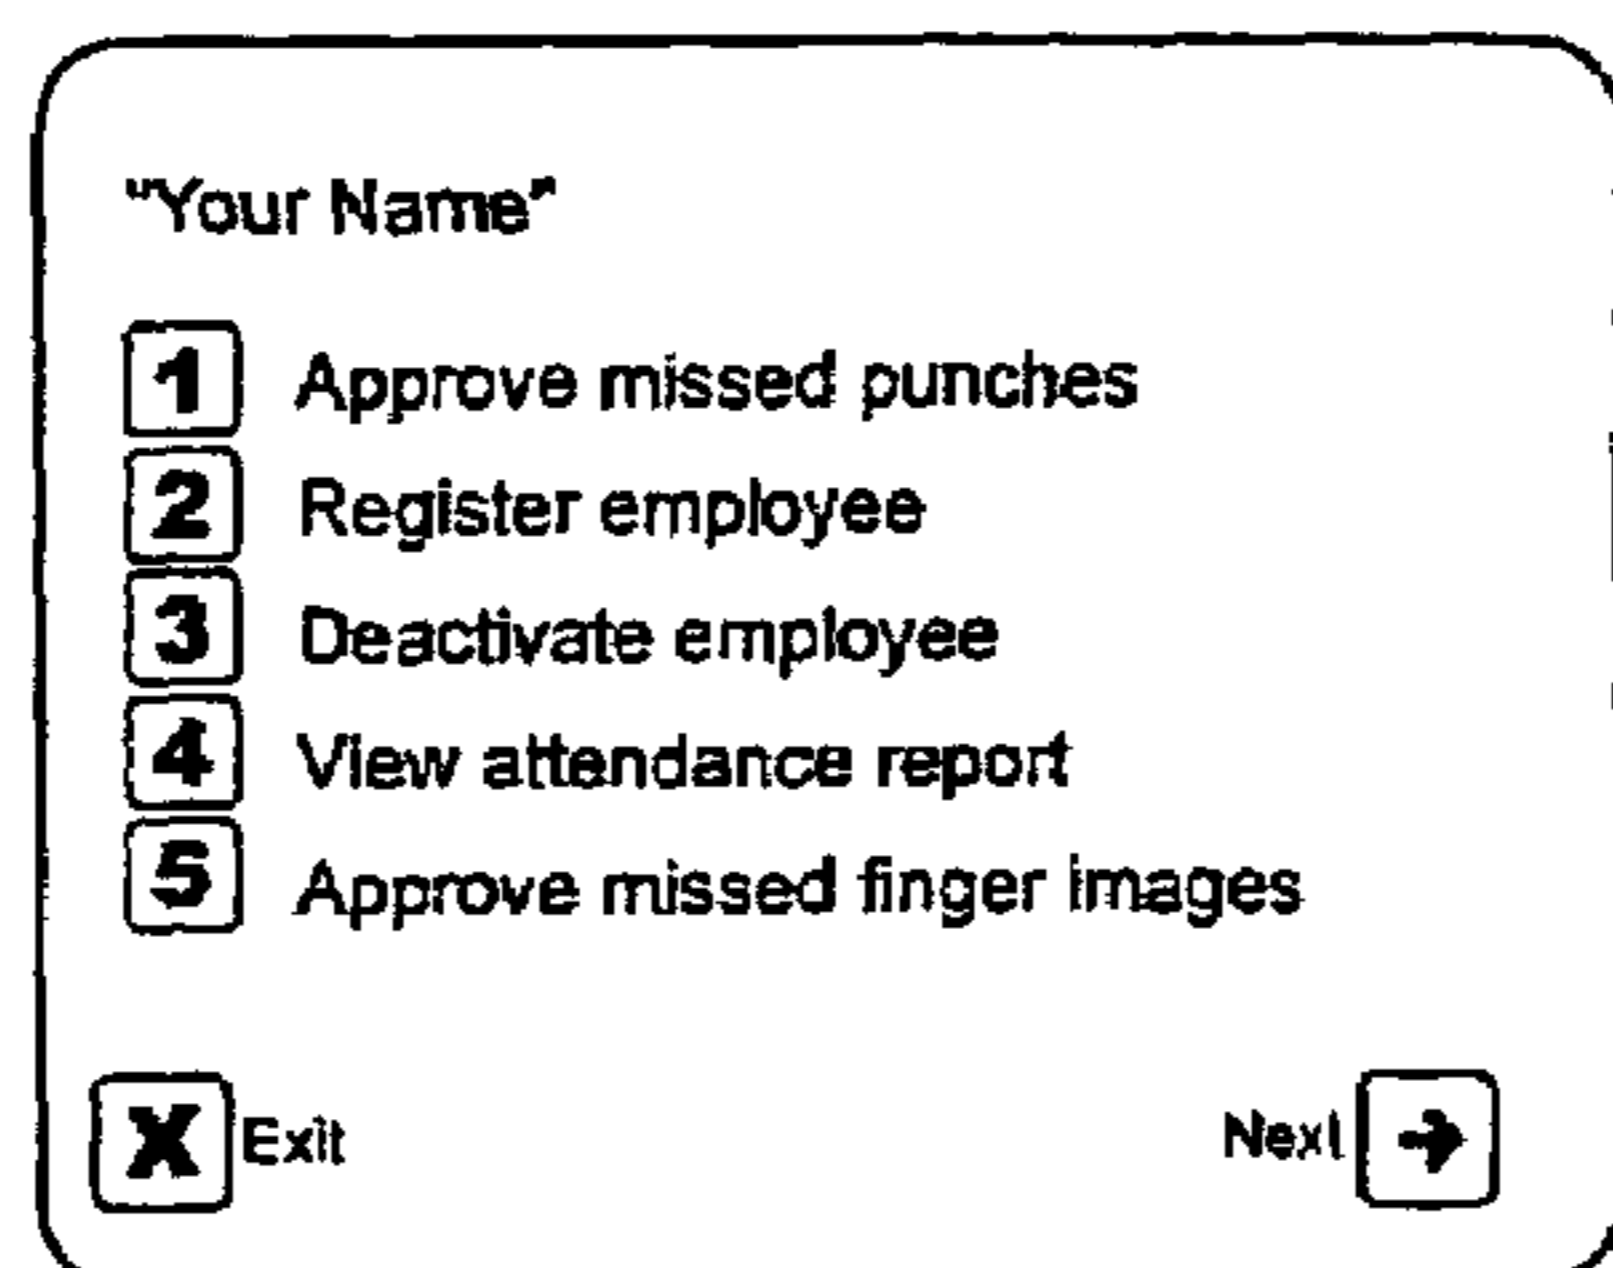 "Your Name"
1 Approve missed punches
2 Register employee
3 Deactivate employee
4 View attendance report
5 Approve missed finger images
X Exit Next →